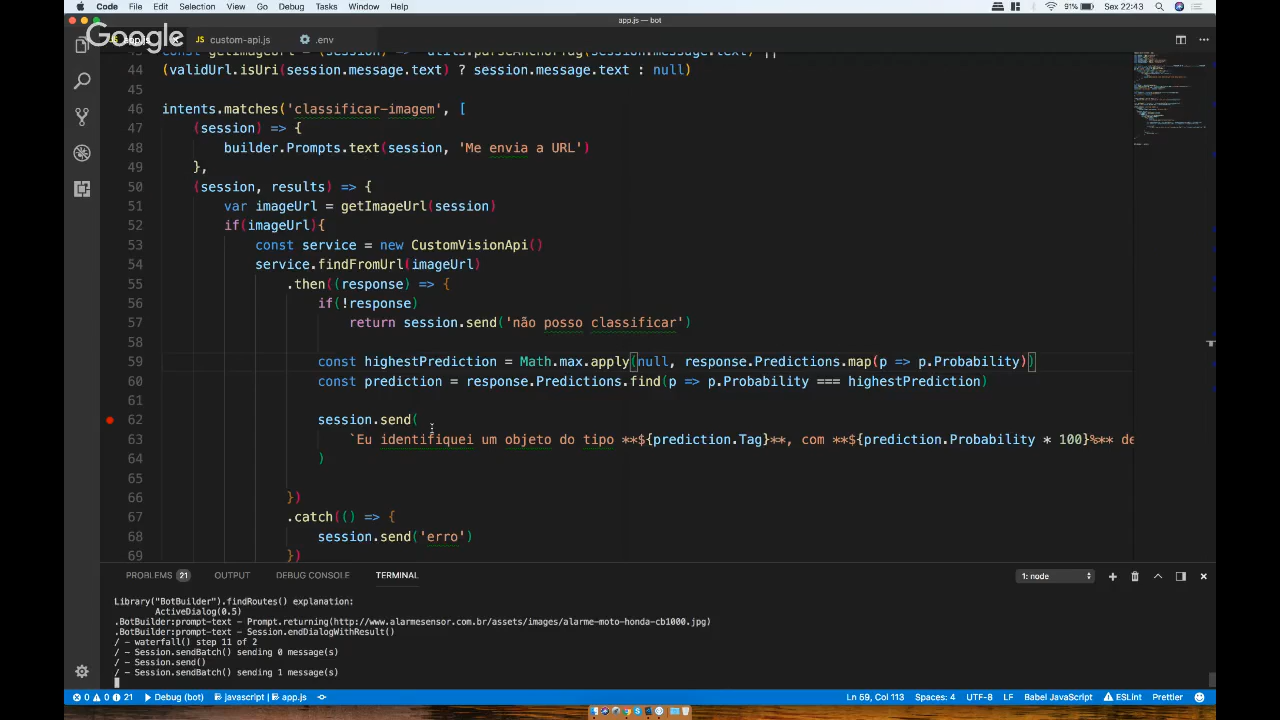 Code File Edit Selection View Go Debug Tasks Window Help 91% Sex 22:43
app.js — bot
Google
custom-api.js
.env
44 (validUrl.isUri(session.message.text) ? session.message.text : null)
45
46 intents.matches('classificar-imagem', [
47 (session) => {
48 builder.Prompts.text(session, 'Me envia a URL')
49 },
50 (session, results) => {
51 var imageUrl = getImageUrl(session)
52 if(imageUrl){
53 const service = new CustomVisionApi()
54 service.findFromUrl(imageUrl)
55 .then((response) => {
56 if(!response)
57 return session.send('não posso classificar')
58
59 const highestPrediction = Math.max.apply(null, response.Predictions.map(p => p.Probability))
60 const prediction = response.Predictions.find(p => p.Probability === highestPrediction)
61
62 session.send(
63 `Eu identifiquei um objeto do tipo **${prediction.Tag}**, com **${prediction.Probability * 100}%** de
64 )
65
66 })
67 .catch(() => {
68 session.send('erro')
69 })
PROBLEMS 21 OUTPUT DEBUG CONSOLE TERMINAL 1: node
Library("BotBuilder").findRoutes() explanation:
ActiveDialog(0.5)
.BotBuilder:prompt-text - Prompt.returning(http://www.alarmesensor.com.br/assets/images/alarme-moto-honda-cb1000.jpg)
.BotBuilder:prompt-text - Session.endDialogWithResult()
/ - waterfall() step 11 of 2
/ - Session.sendBatch() sending 0 message(s)
/ - Session.send()
/ - Session.sendBatch() sending 1 message(s)
0 0 21 Debug (bot) javascript app.js Ln 59, Col 113 Spaces: 4 UTF-8 LF Babel JavaScript ESLint Prettier